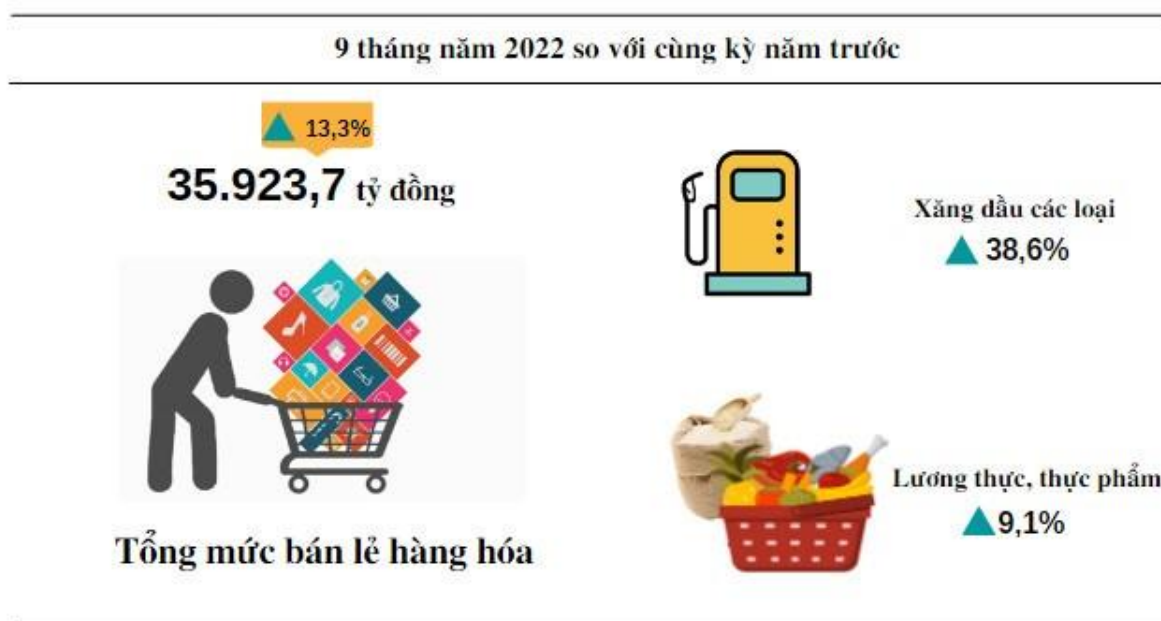 9 tháng năm 2022 so với cùng kỳ năm trước
13,3%
35.923,7 tỷ đồng
Tổng mức bán lẻ hàng hóa
Xăng dầu các loại
38,6%
Lương thực, thực phẩm
9,1%